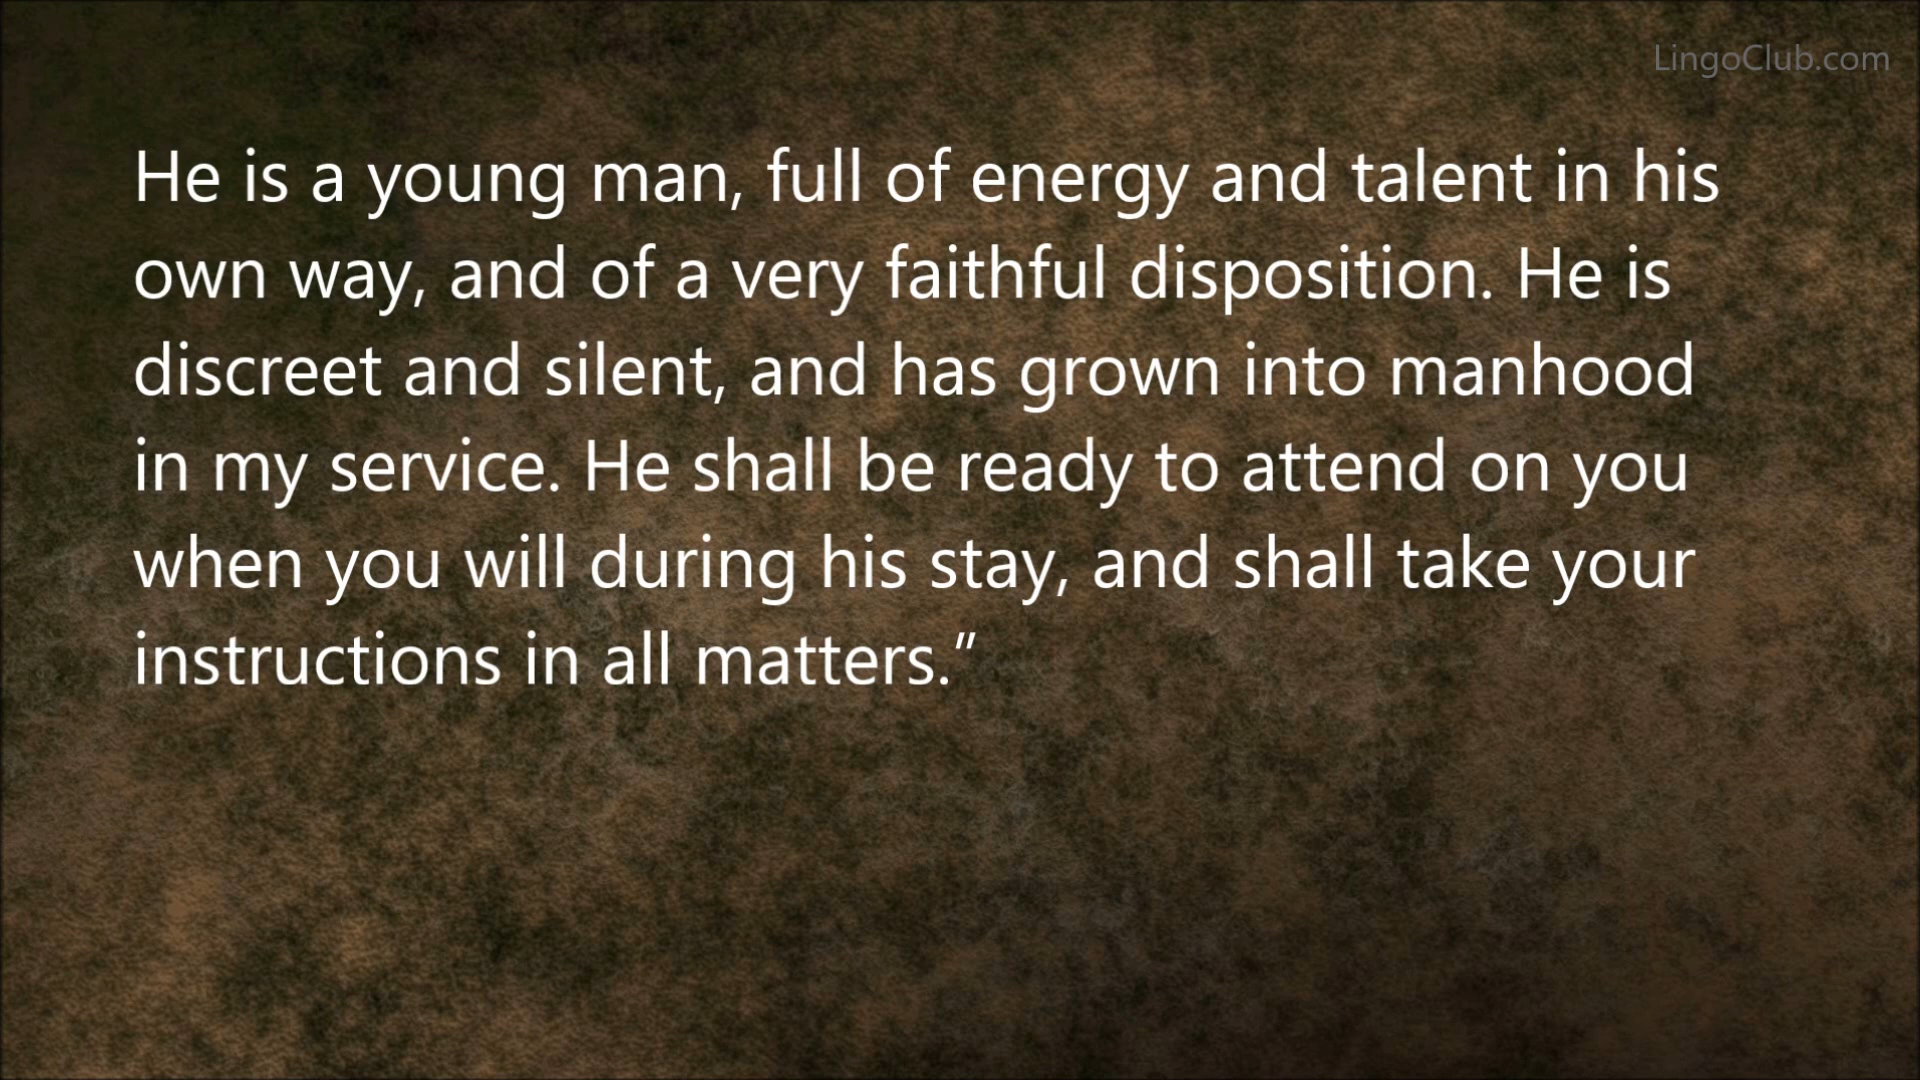 LingoClub.com
He is a young man, full of energy and talent in his
own way, and of a very faithful disposition. He is
discreet and silent, and has grown into manhood
in my service. He shall be ready to attend on you
when you will during his stay, and shall take your
instructions in all matters.”